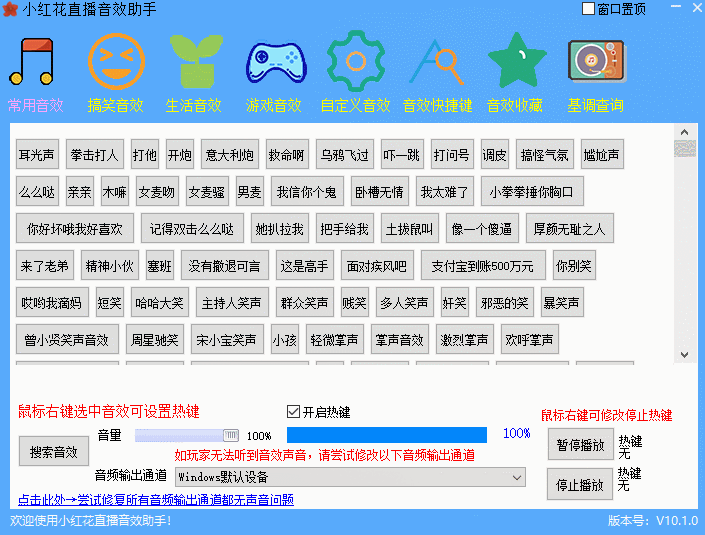 小红花直播音效助手 窗口置顶
常用音效 搞笑音效 生活音效 游戏音效 自定义音效 音效快捷键 音效收藏 基调查询
耳光声 拳击打人 打他 开炮 意大利炮 救命啊 乌鸦飞过 吓一跳 打问号 调皮 搞怪气氛 尴尬声
么么哒 亲亲 木嘛 女麦吻 女麦骚 男麦 我信你个鬼 卧槽无情 我太难了 小拳拳捶你胸口
你好坏哦我好喜欢 记得双击么么哒 她扒拉我 把手给我 土拔鼠叫 像一个傻逼 厚颜无耻之人
来了老弟 精神小伙 塞班 没有撤退可言 这是高手 面对疾风吧 支付宝到账500万元 你别笑
哎哟我滴妈 短笑 哈哈大笑 主持人笑声 群众笑声 贱笑 多人笑声 奸笑 邪恶的笑 暴笑声
曾小贤笑声音效 周星驰笑 宋小宝笑声 小孩 轻微掌声 掌声音效 激烈掌声 欢呼掌声
鼠标右键选中音效可设置热键 开启热键 鼠标右键可修改停止热键
搜索音效 音量 100% 100% 暂停播放 热键
无
如玩家无法听到音效声音，请尝试修改以下音频输出通道
音频输出通道 Windows默认设备 停止播放 热键
无
点击此处→尝试修复所有音频输出通道都无声音问题
欢迎使用小红花直播音效助手! 版本号: V10.1.0